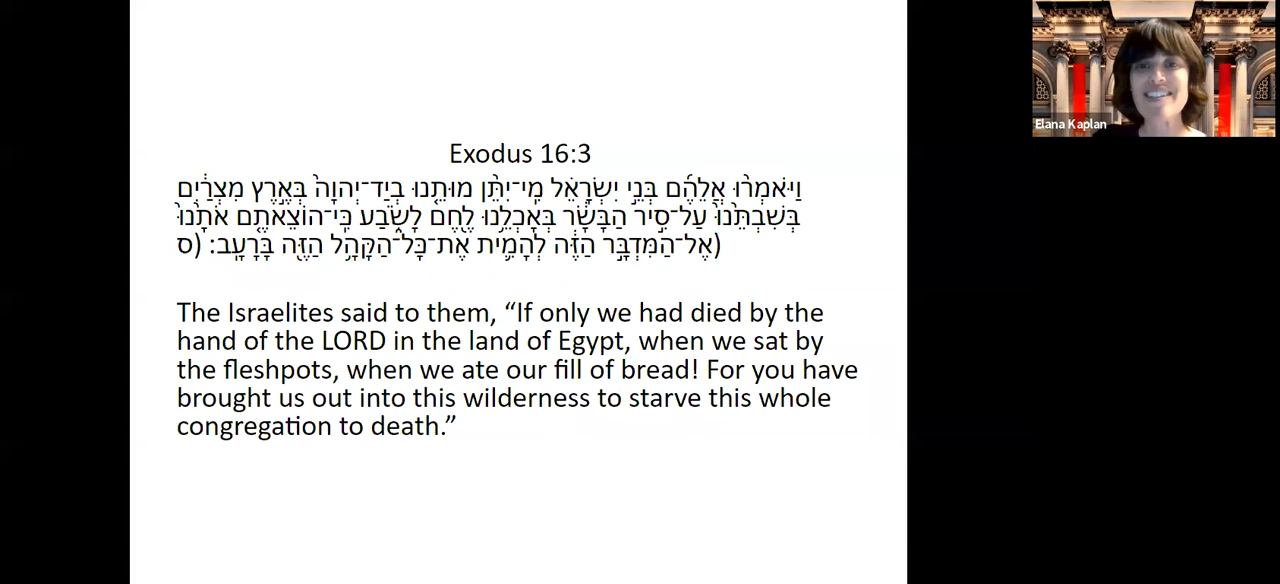 Exodus 16:3
וַיֹּאמְר֨וּ אֲלֵהֶ֜ם בְּנֵ֣י יִשְׂרָאֵ֗ל מִֽי־יִתֵּ֨ן מוּתֵ֤נוּ בְיַד־יְהוָה֙ בְּאֶ֣רֶץ מִצְרַ֔יִם
בְּשִׁבְתֵּ֙נוּ֙ עַל־סִ֣יר הַבָּשָׂ֔ר בְּאָכְלֵ֥נוּ לֶ֖חֶם לָשֹׂ֑בַע כִּֽי־הוֹצֵאתֶ֤ם אֹתָ֙נוּ֙
אֶל־הַמִּדְבָּ֣ר הַזֶּ֔ה לְהָמִ֛ית אֶת־כָּל־הַקָּהָ֥ל הַזֶּ֖ה בָּרָעָֽב׃ (ס)
The Israelites said to them, “If only we had died by the
hand of the LORD in the land of Egypt, when we sat by
the fleshpots, when we ate our fill of bread! For you have
brought us out into this wilderness to starve this whole
congregation to death.”
Elana Kaplan